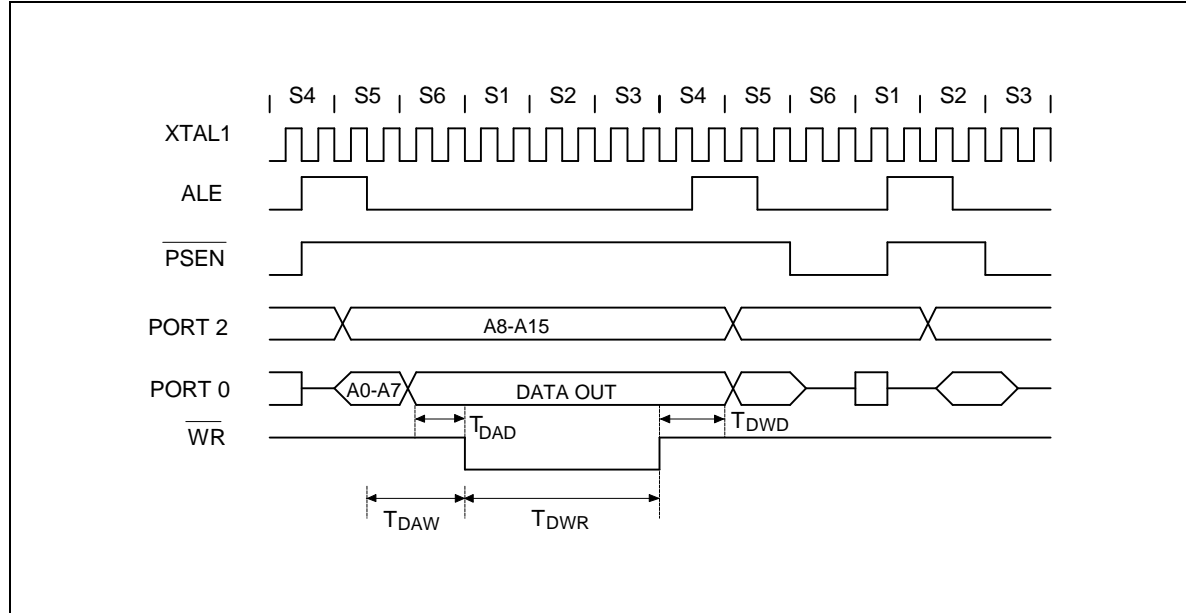 S4 S5 S6 S1 S2 S3 S4 S5 S6 S1 S2 S3
XTAL1
ALE
PSEN
PORT 2 A8-A15
PORT 0 A0-A7 DATA OUT
TDAD TDWD
WR
TDAW TDWR